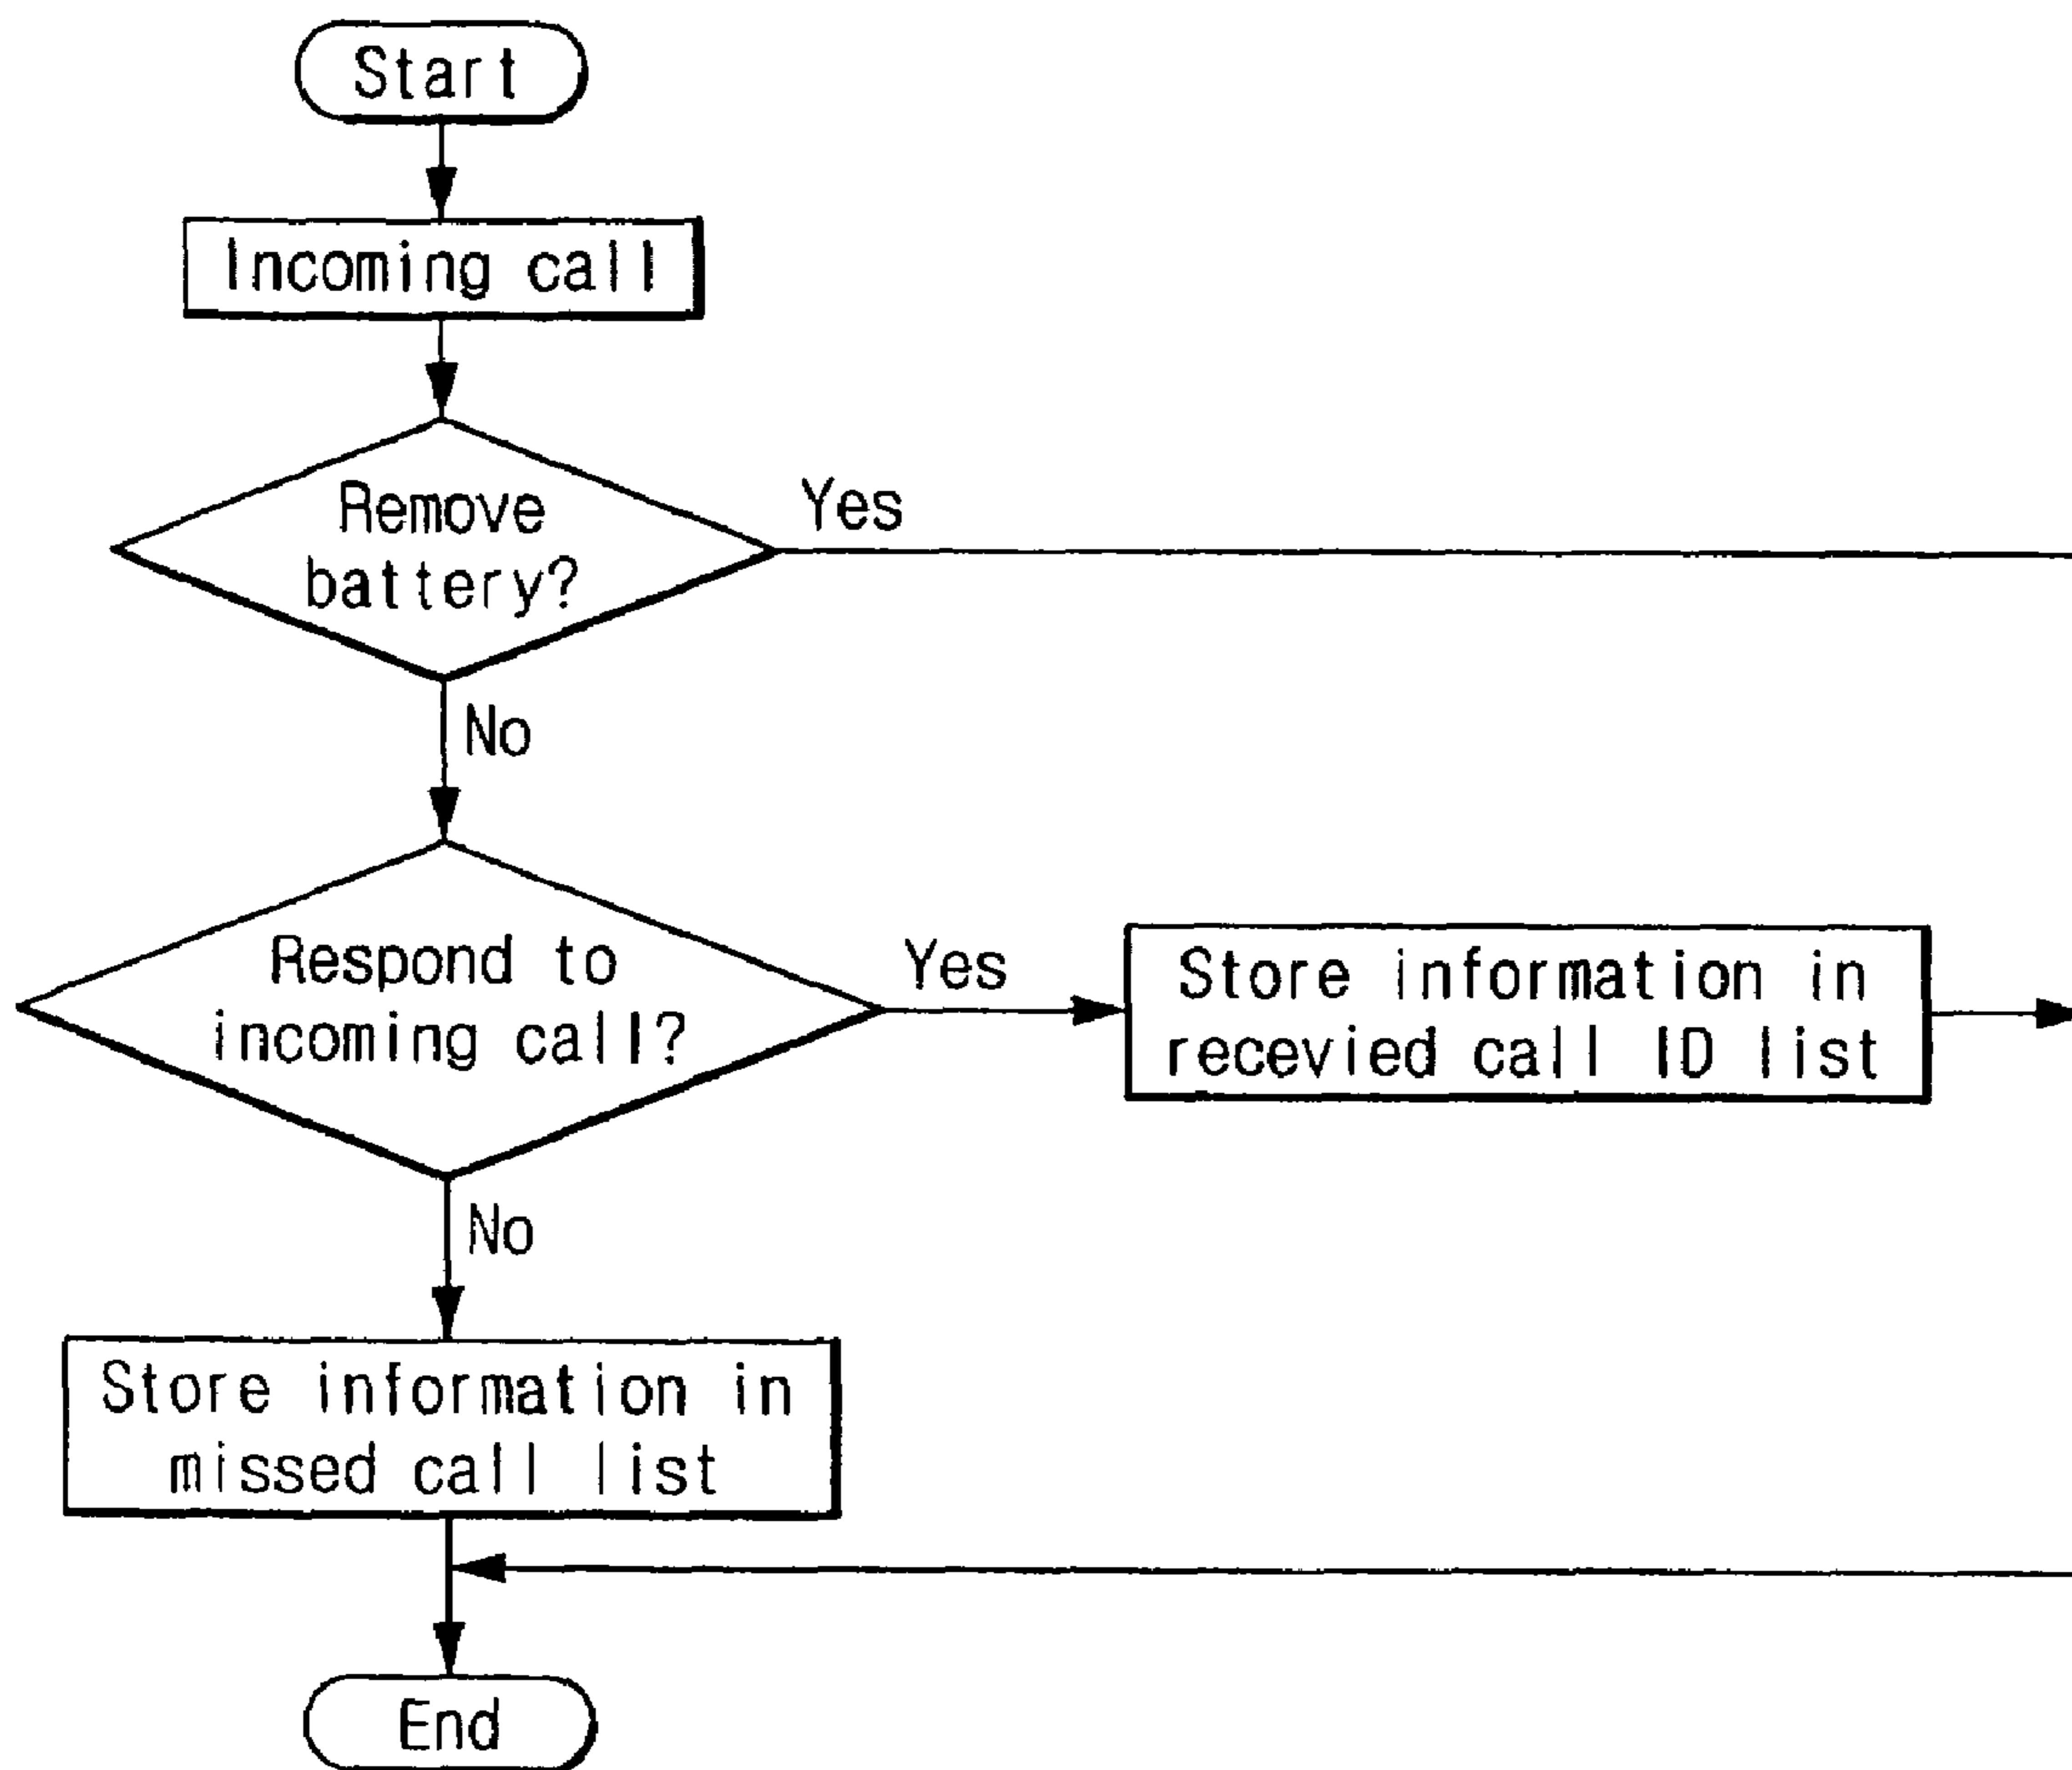 Start
Incoming call
Remove
battery?
Yes
No
Respond to
incoming call?
Yes
Store information in
recevied call ID list
No
Store information in
missed call list
End